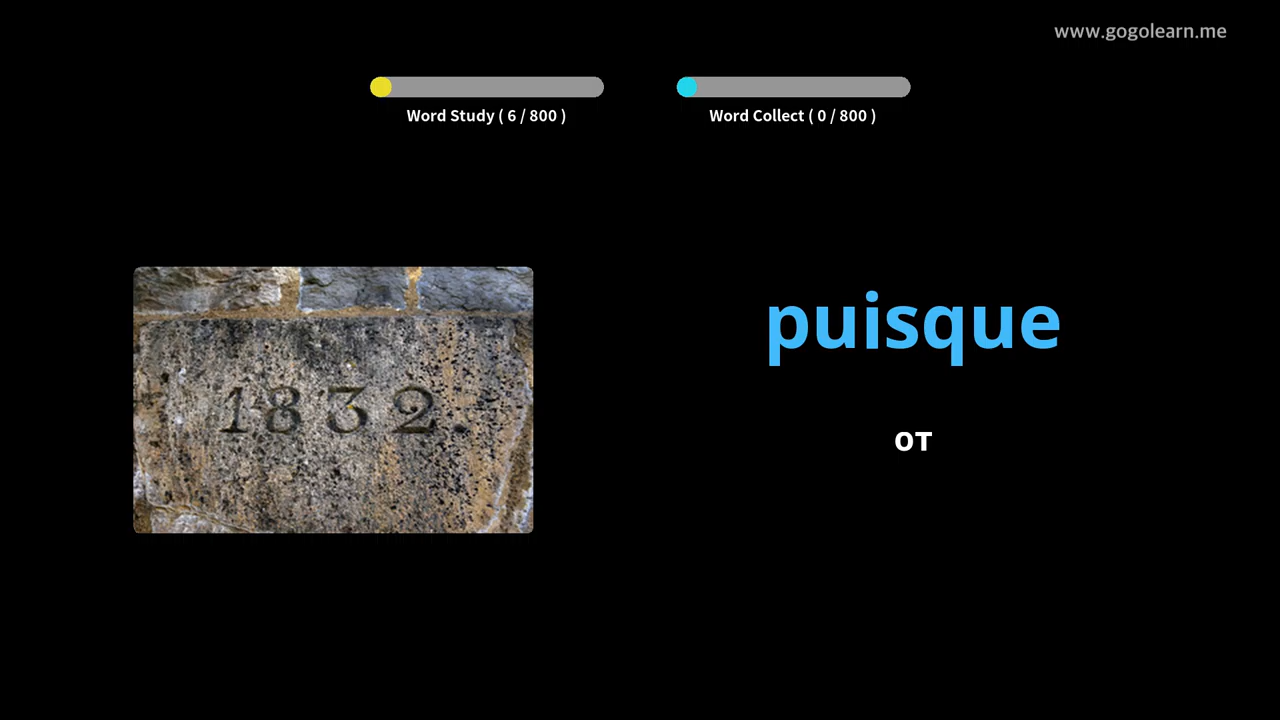 www.gogolearn.me
Word Study ( 6 / 800 )
Word Collect ( 0 / 800 )
1832.
puisque
от